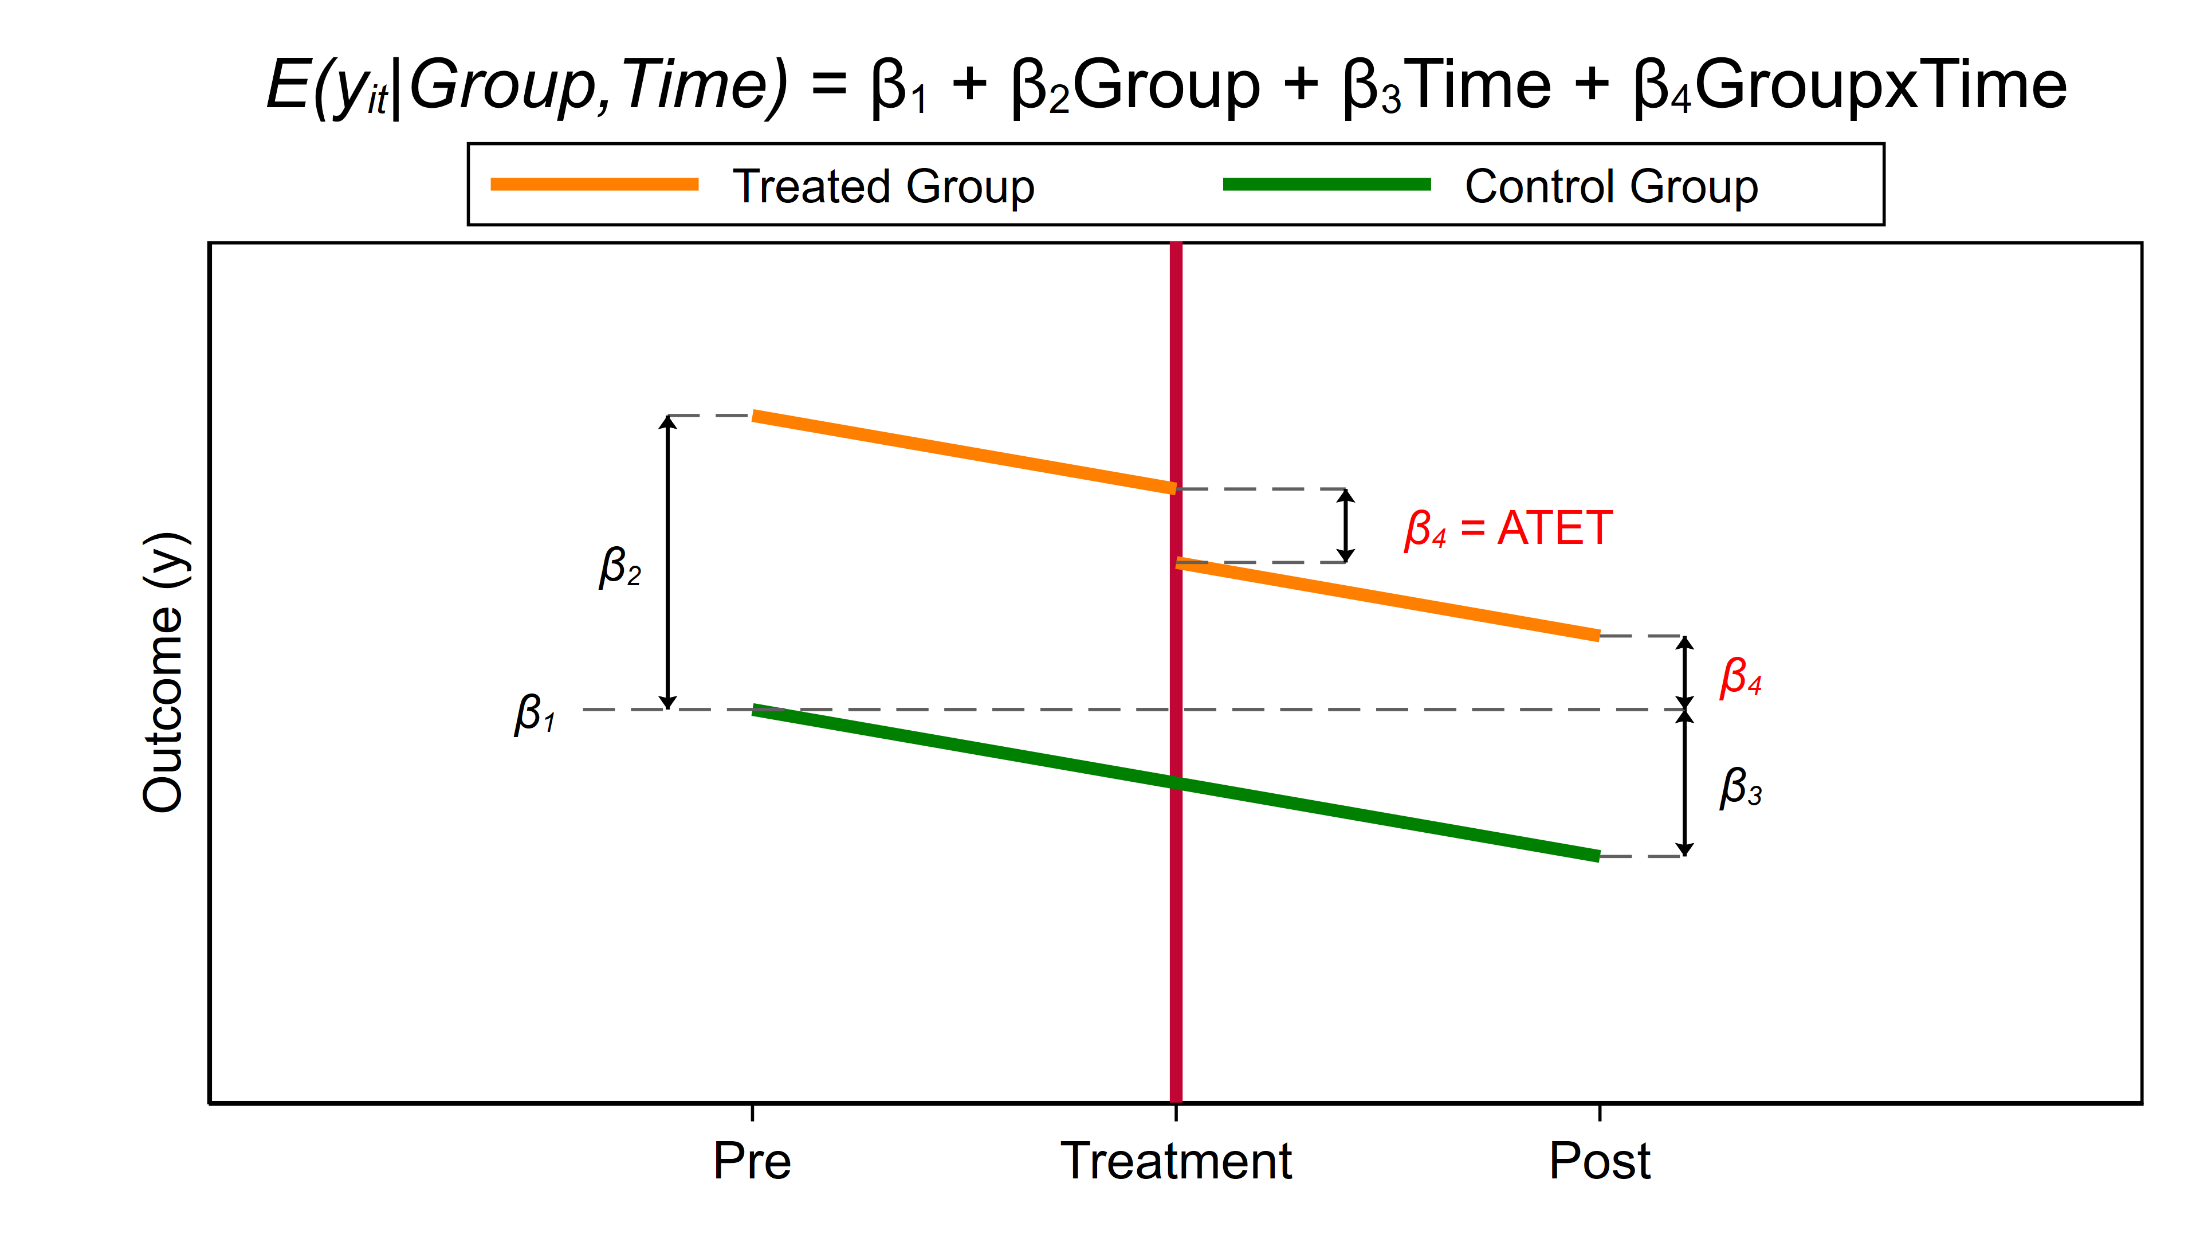 E(yit|Group,Time) = β1 + β2Group + β3Time + β4GroupxTime
Treated Group
Control Group
Outcome (y)
β2
β1
β4 = ATET
β4
β3
Pre
Treatment
Post